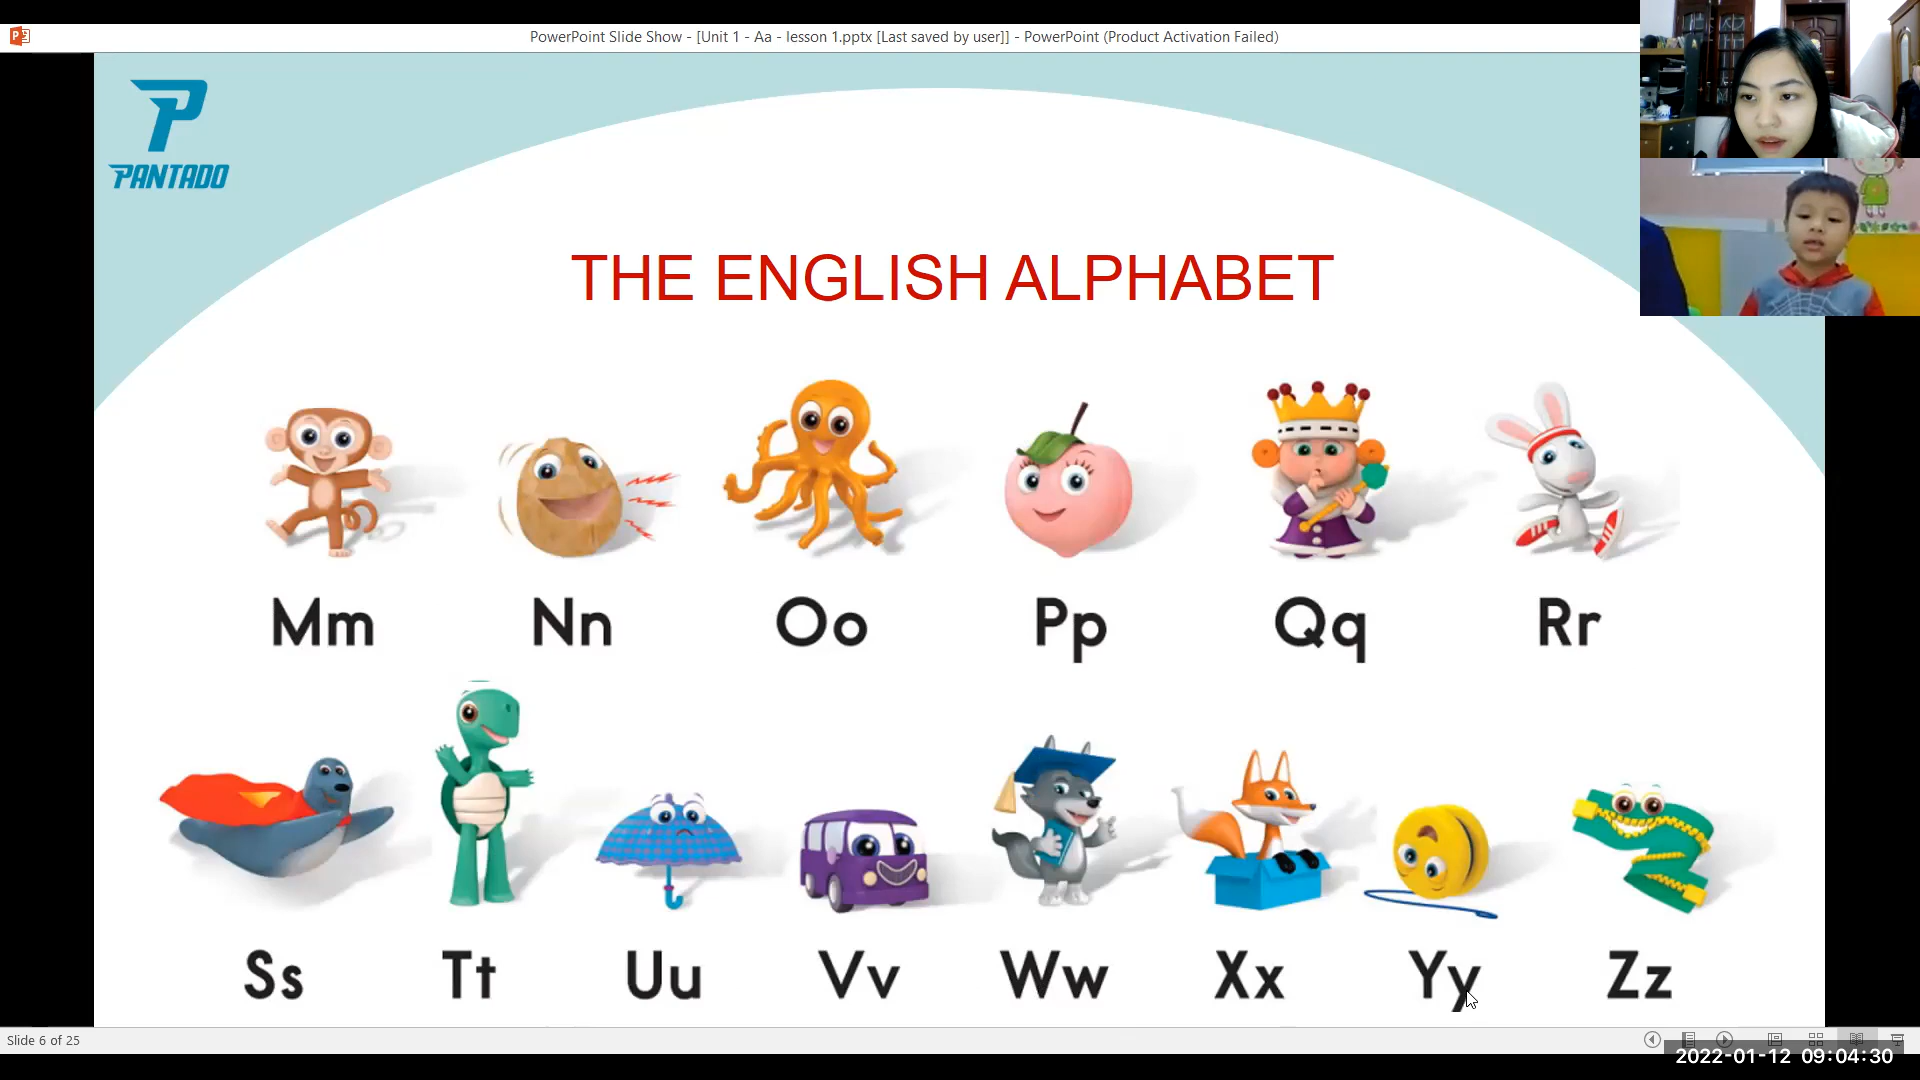 PowerPoint Slide Show - [Unit 1 - Aa - lesson 1.pptx [Last saved by user]] - PowerPoint (Product Activation Failed)
P
PANTADO
THE ENGLISH ALPHABET
Mm Nn Oo Pp Qq Rr
Ss Tt Uu Vv Ww Xx Yy Zz
Slide 6 of 25
2022-01-12 09:04:30